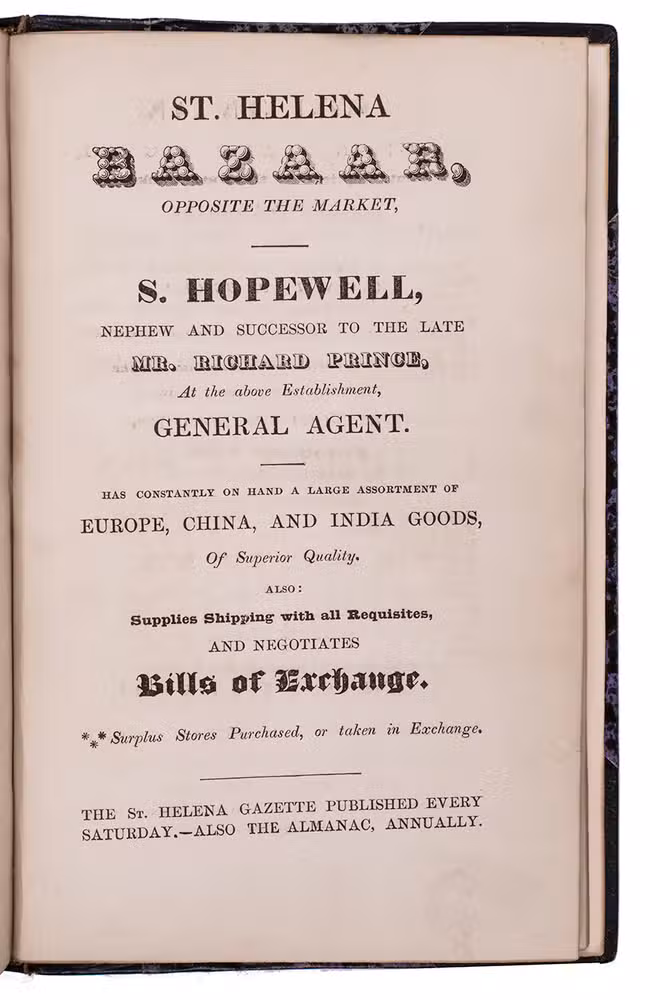 ST. HELENA
BAZAAR,
OPPOSITE THE MARKET,
S. HOPEWELL,
NEPHEW AND SUCCESSOR TO THE LATE
MR. RICHARD PRINCE,
At the above Establishment,
GENERAL AGENT.
HAS CONSTANTLY ON HAND A LARGE ASSORTMENT OF
EUROPE, CHINA, AND INDIA GOODS,
Of Superior Quality.
ALSO:
Supplies Shipping with all Requisites,
AND NEGOTIATES
Bills of Exchange.
*** Surplus Stores Purchased, or taken in Exchange.
THE ST. HELENA GAZETTE PUBLISHED EVERY
SATURDAY.—ALSO THE ALMANAC, ANNUALLY.